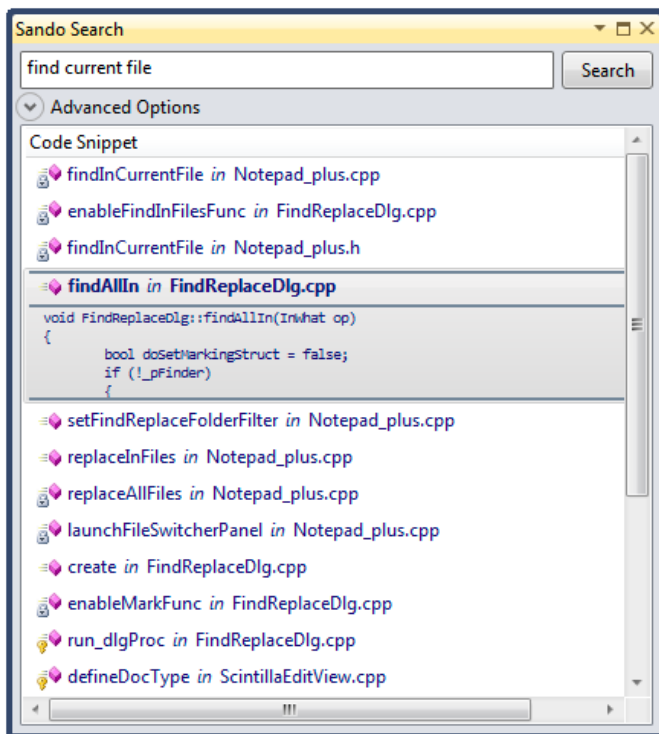 Sando Search
find current file
Search
Advanced Options
Code Snippet
findInCurrentFile in Notepad_plus.cpp
enableFindInFilesFunc in FindReplaceDlg.cpp
findInCurrentFile in Notepad_plus.h
findAllIn in FindReplaceDlg.cpp
void FindReplaceDlg::findAllIn(InWhat op)
{
bool doSetMarkingStruct = false;
if (!_pFinder)
{
setFindReplaceFolderFilter in Notepad_plus.cpp
replaceInFiles in Notepad_plus.cpp
replaceAllFiles in Notepad_plus.cpp
launchFileSwitcherPanel in Notepad_plus.cpp
create in FindReplaceDlg.cpp
enableMarkFunc in FindReplaceDlg.cpp
run_dlgProc in FindReplaceDlg.cpp
defineDocType in ScintillaEditView.cpp